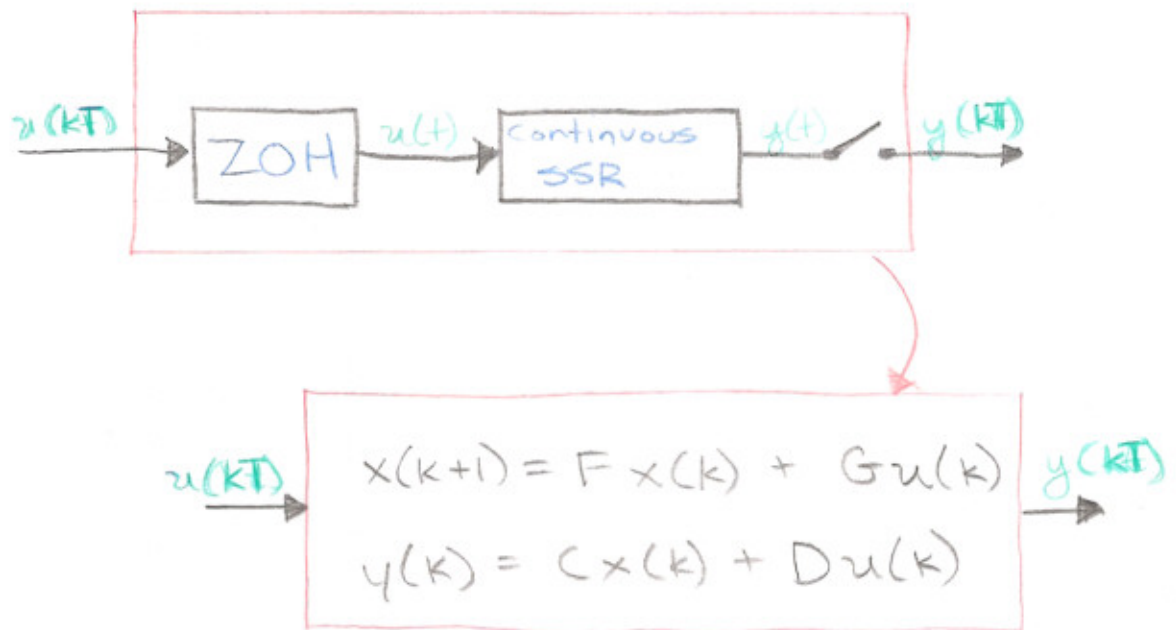 u(kT)
ZOH
u(t)
continuous
SSR
y(t)
y(kT)
u(kT)
x(k+1) = F x(k) + G u(k)
y(k) = C x(k) + D u(k)
y(kT)